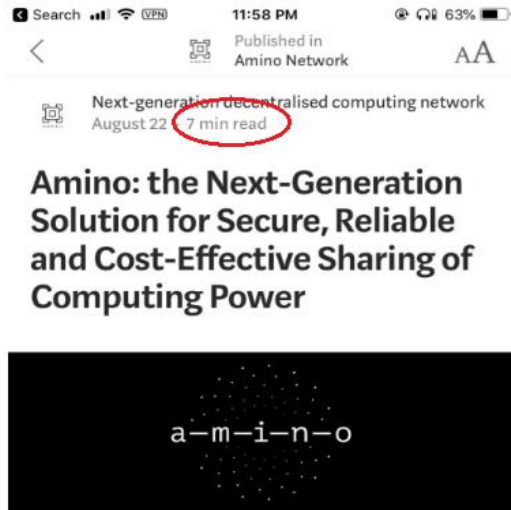 Search VPN 11:58 PM 63%
Published in
Amino Network
AA
Next-generation decentralised computing network
August 22 · 7 min read
Amino: the Next-Generation
Solution for Secure, Reliable
and Cost-Effective Sharing of
Computing Power
a—m—i—n—o